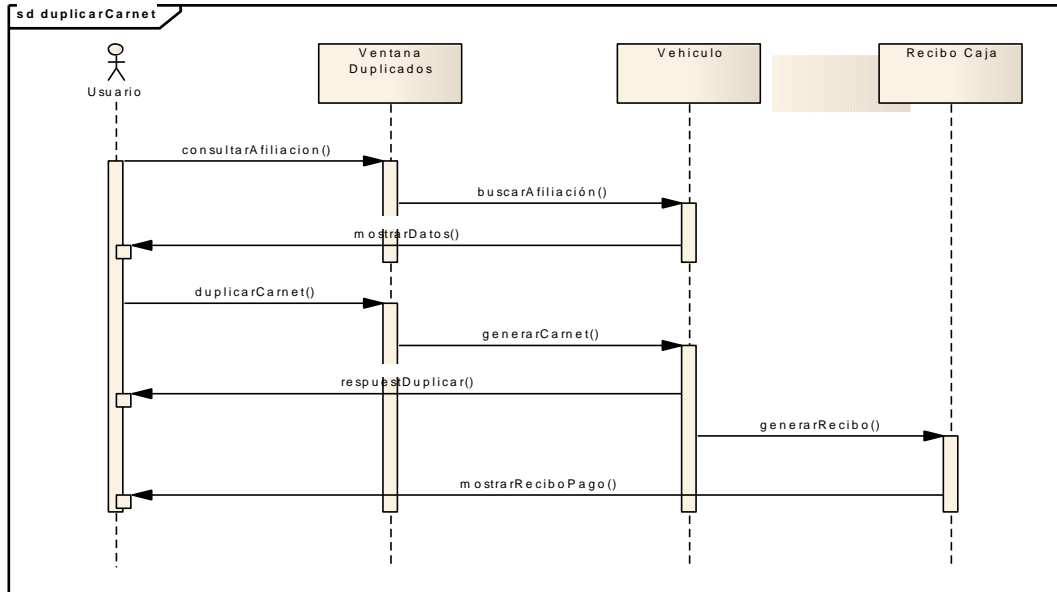 sd duplicarCarnet
Usuario
Ventana
Duplicados
Vehiculo
Recibo Caja
consultarAfiliacion()
buscarAfiliación()
mostrarDatos()
duplicarCarnet()
generarCarnet()
respuestDuplicar()
generarRecibo()
mostrarReciboPago()